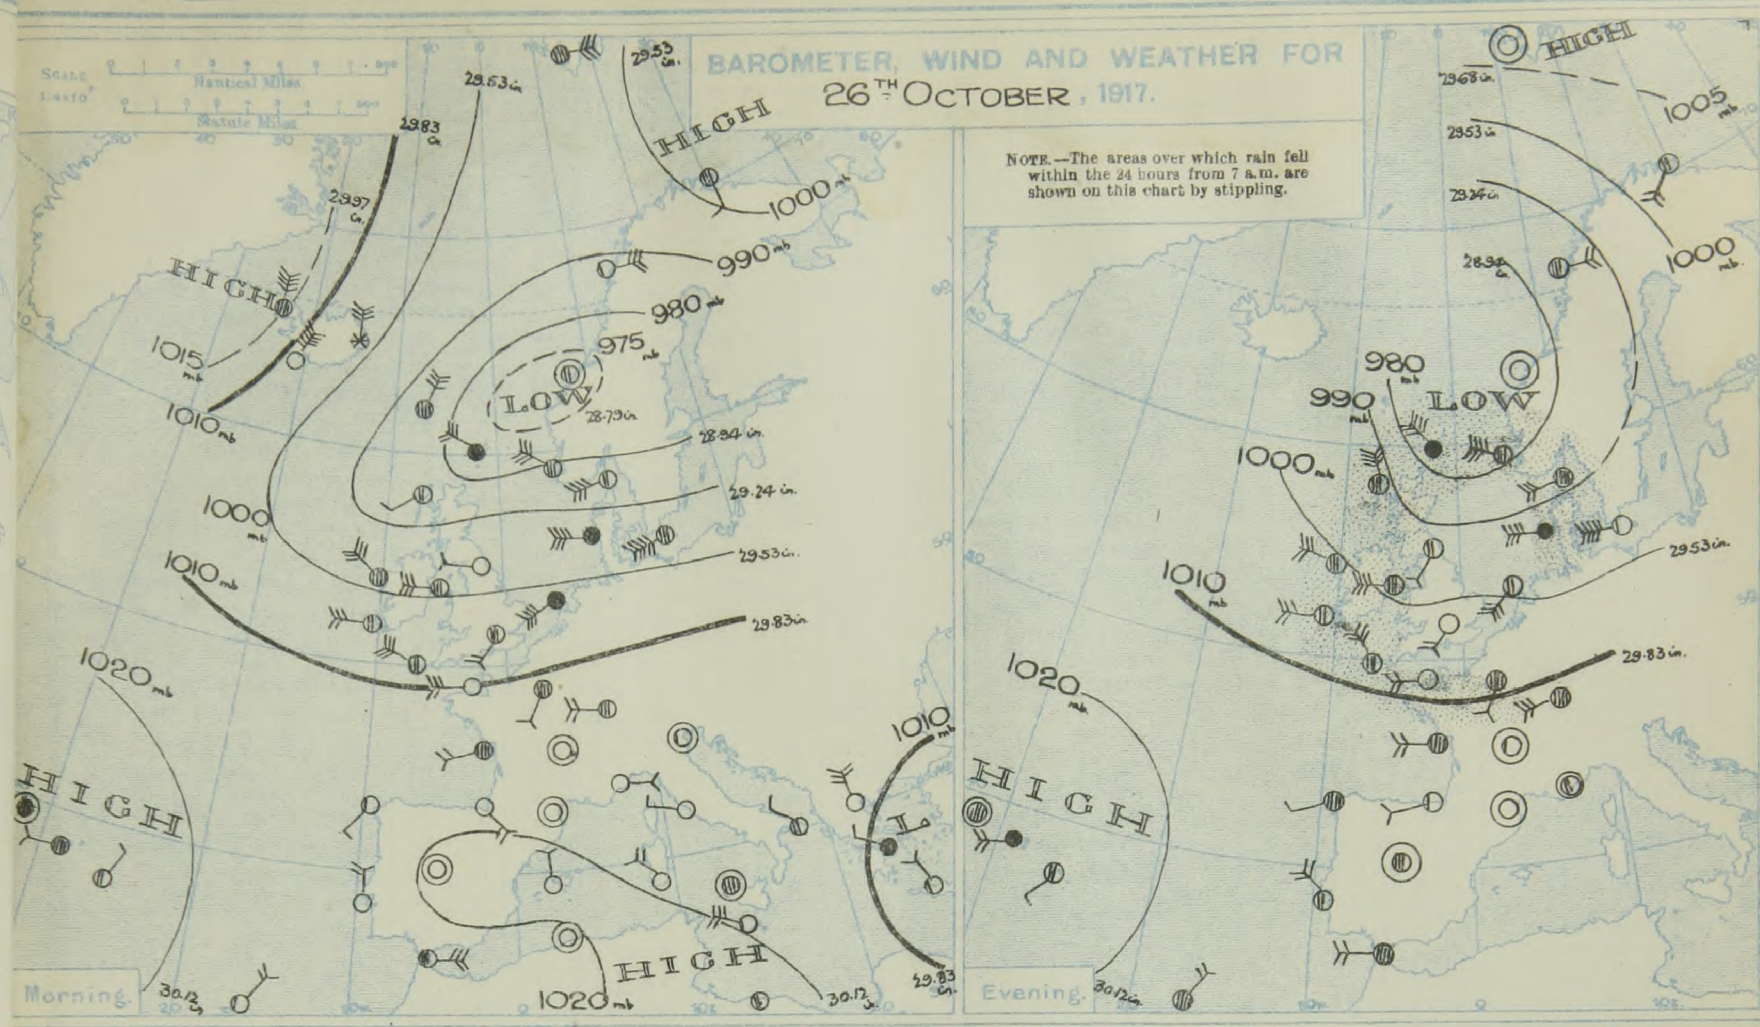 BAROMETER, WIND AND WEATHER FOR
26TH OCTOBER, 1917.
NOTE.—The areas over which rain fell
within the 24 hours from 7 a.m. are
shown on this chart by stippling.
SCALE
Nautical Miles
Statute Miles
29.53 in.
29.53 in
29.83 in
HIGH
1000 mb
29.97 in.
HIGH
990 mb
980 mb
975 mb
LOW
28.79 in
1015 mb
1010 mb
28.94 in.
29.24 in.
1000 mb
29.53 in.
1010 mb
29.83 in
1020 mb
HIGH
1010 mb
L
HIGH
29.83 in.
30.12 in
1020 mb
30.12 in.
Morning.
HIGH
29.68 in.
1005 mb
29.53 in
29.24 in
1000 mb.
28.94 in.
980 mb
LOW
990 mb
1000 mb
29.53 in.
1010 mb
29.83 in.
1020 mb.
HIGH
30.12 in.
Evening.